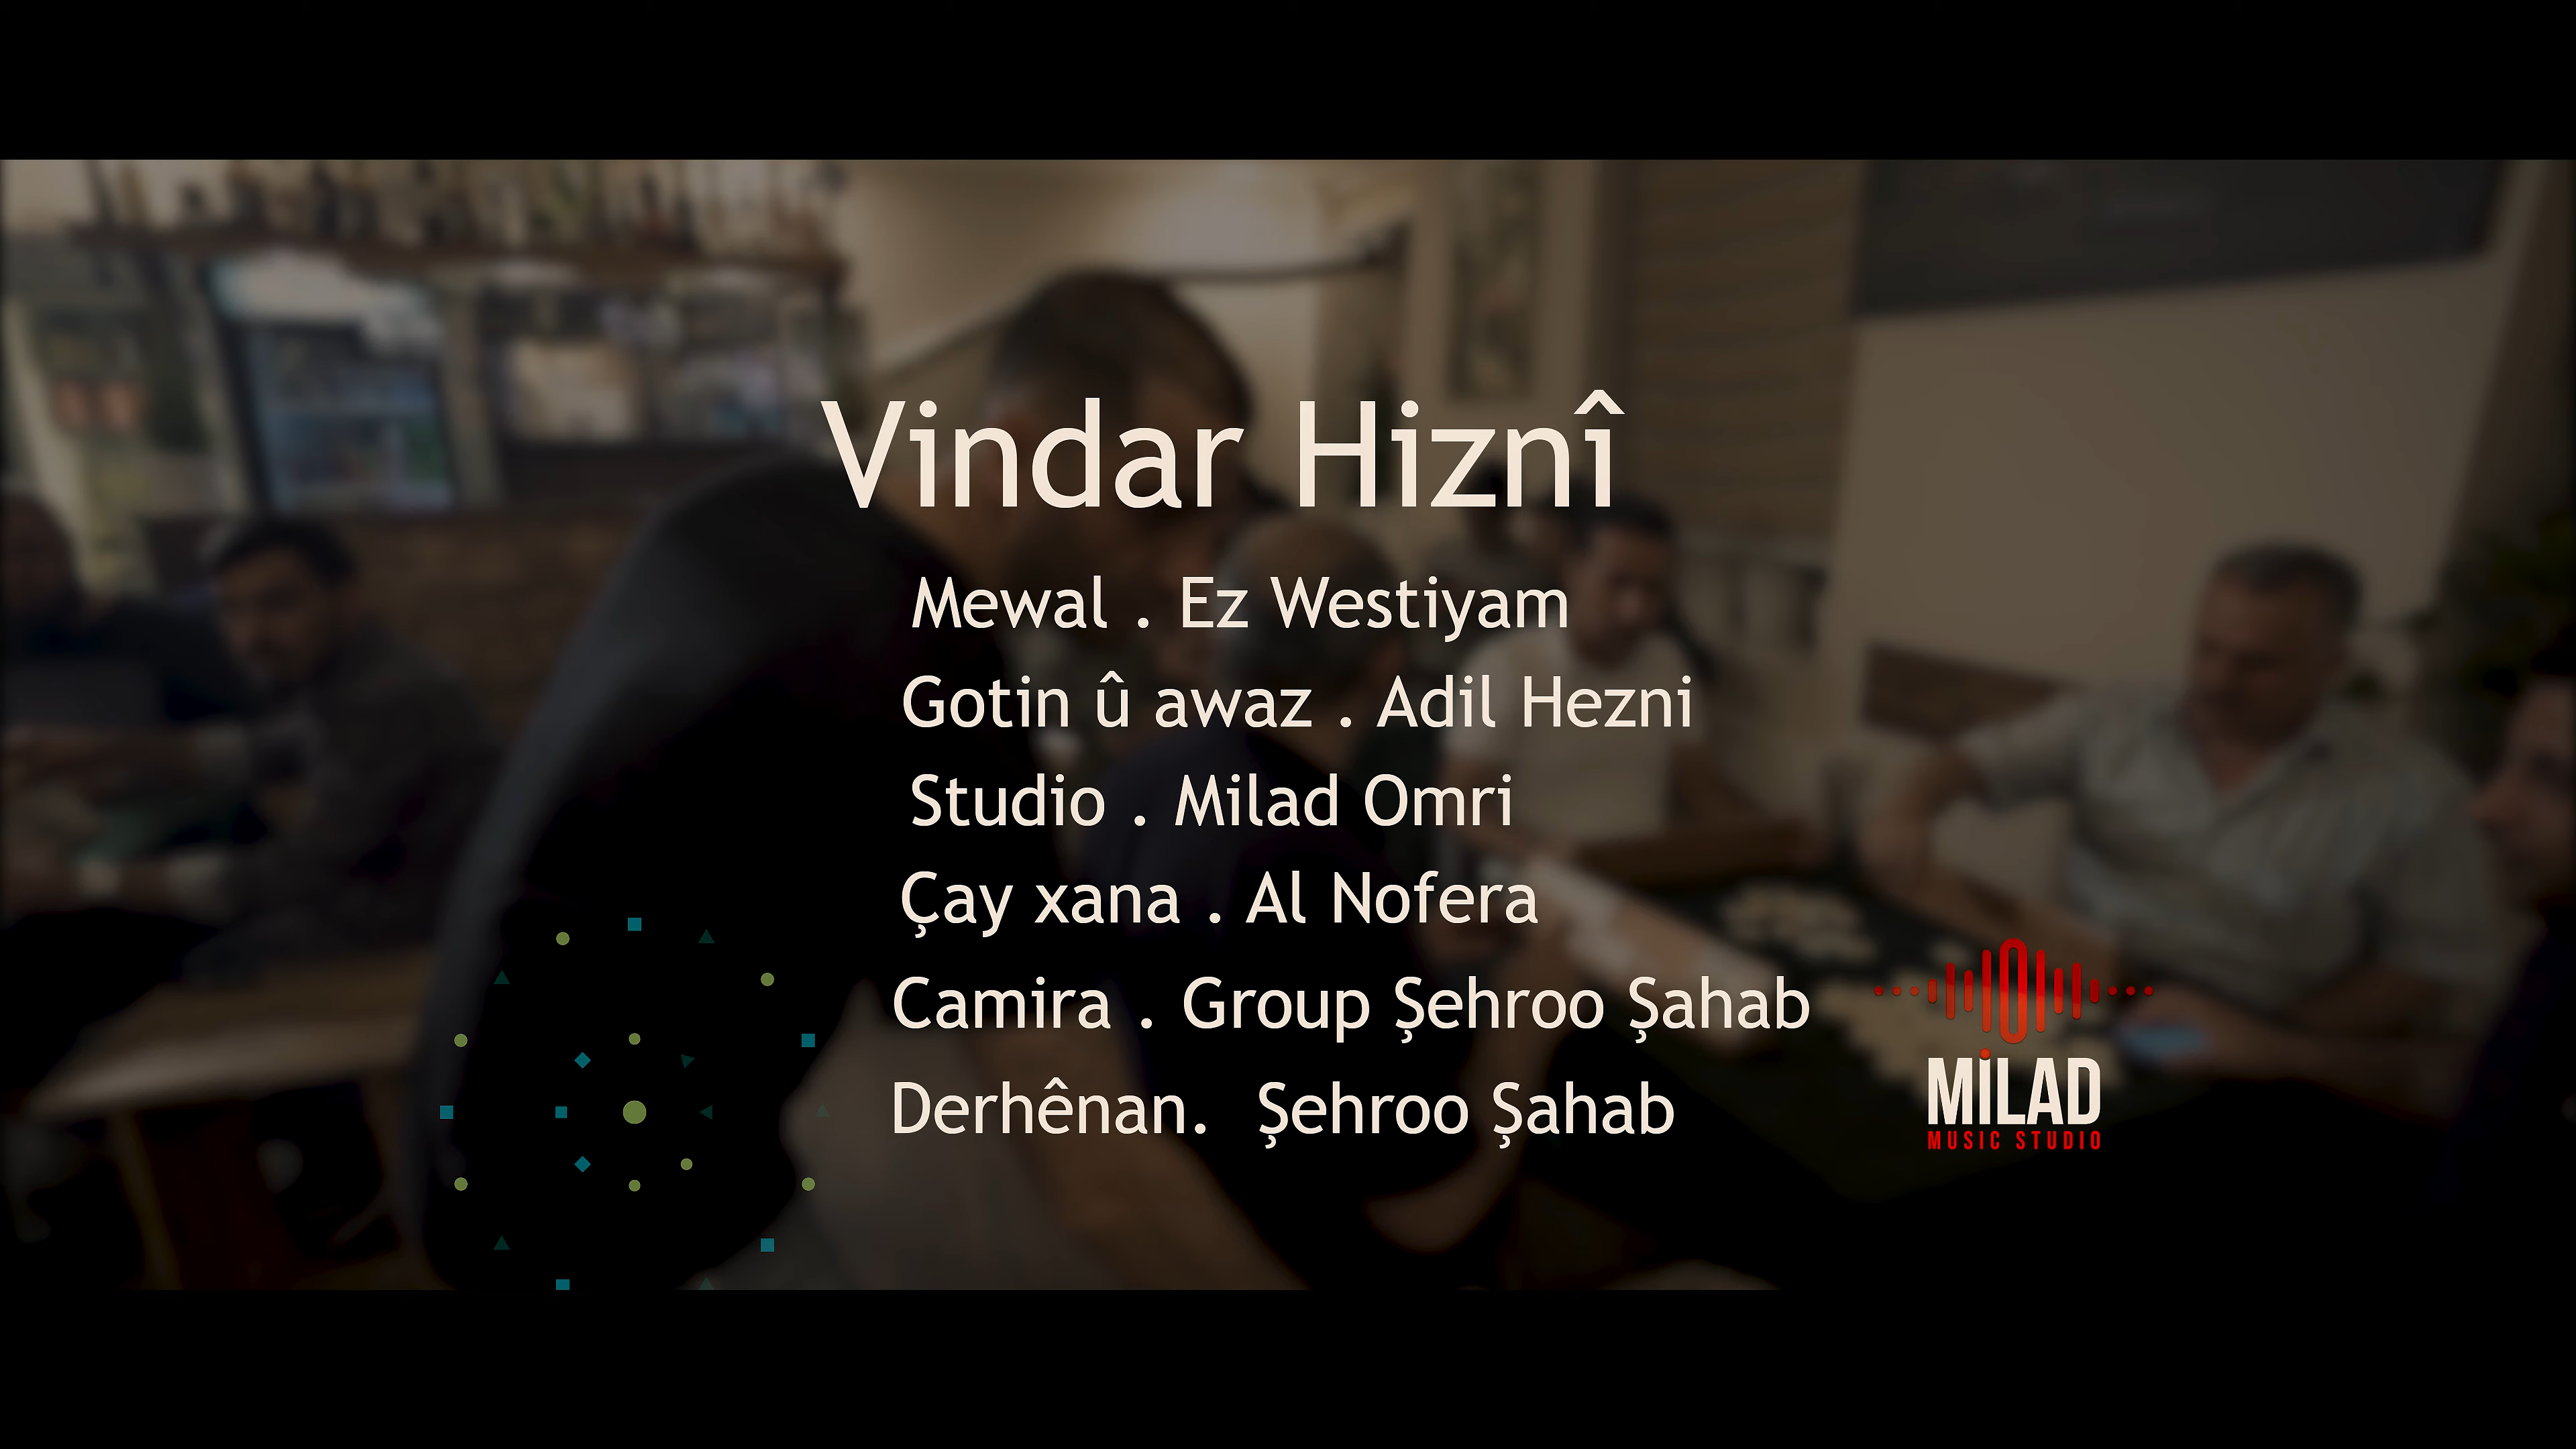 Vindar Hiznî
Mewal . Ez Westiyam
Gotin û awaz . Adil Hezni
Studio . Milad Omri
Çay xana . Al Nofera
Camira . Group Şehroo Şahab
Derhênan.  Şehroo Şahab
MiLAD
MUSIC STUDIO